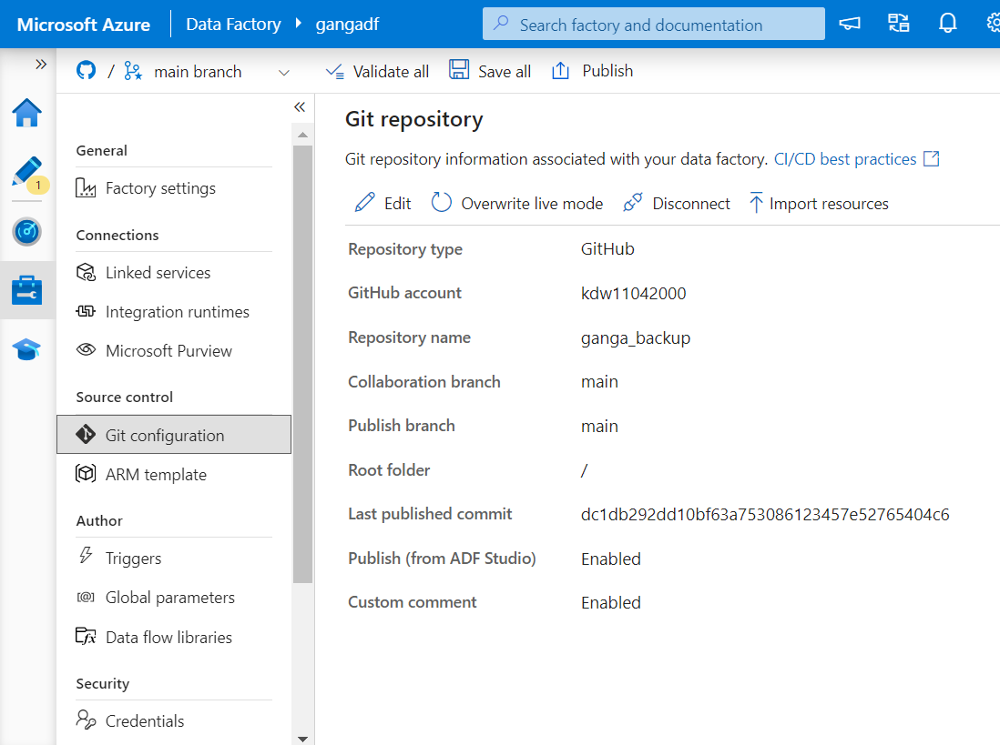 Microsoft Azure Data Factory gangadf Search factory and documentation
/ main branch Validate all Save all Publish
1
General
Factory settings
Connections
Linked services
Integration runtimes
Microsoft Purview
Source control
Git configuration
ARM template
Author
Triggers
Global parameters
Data flow libraries
Security
Credentials
Git repository
Git repository information associated with your data factory. CI/CD best practices
Edit Overwrite live mode Disconnect Import resources
Repository type GitHub
GitHub account kdw11042000
Repository name ganga_backup
Collaboration branch main
Publish branch main
Root folder /
Last published commit dc1db292dd10bf63a753086123457e52765404c6
Publish (from ADF Studio) Enabled
Custom comment Enabled